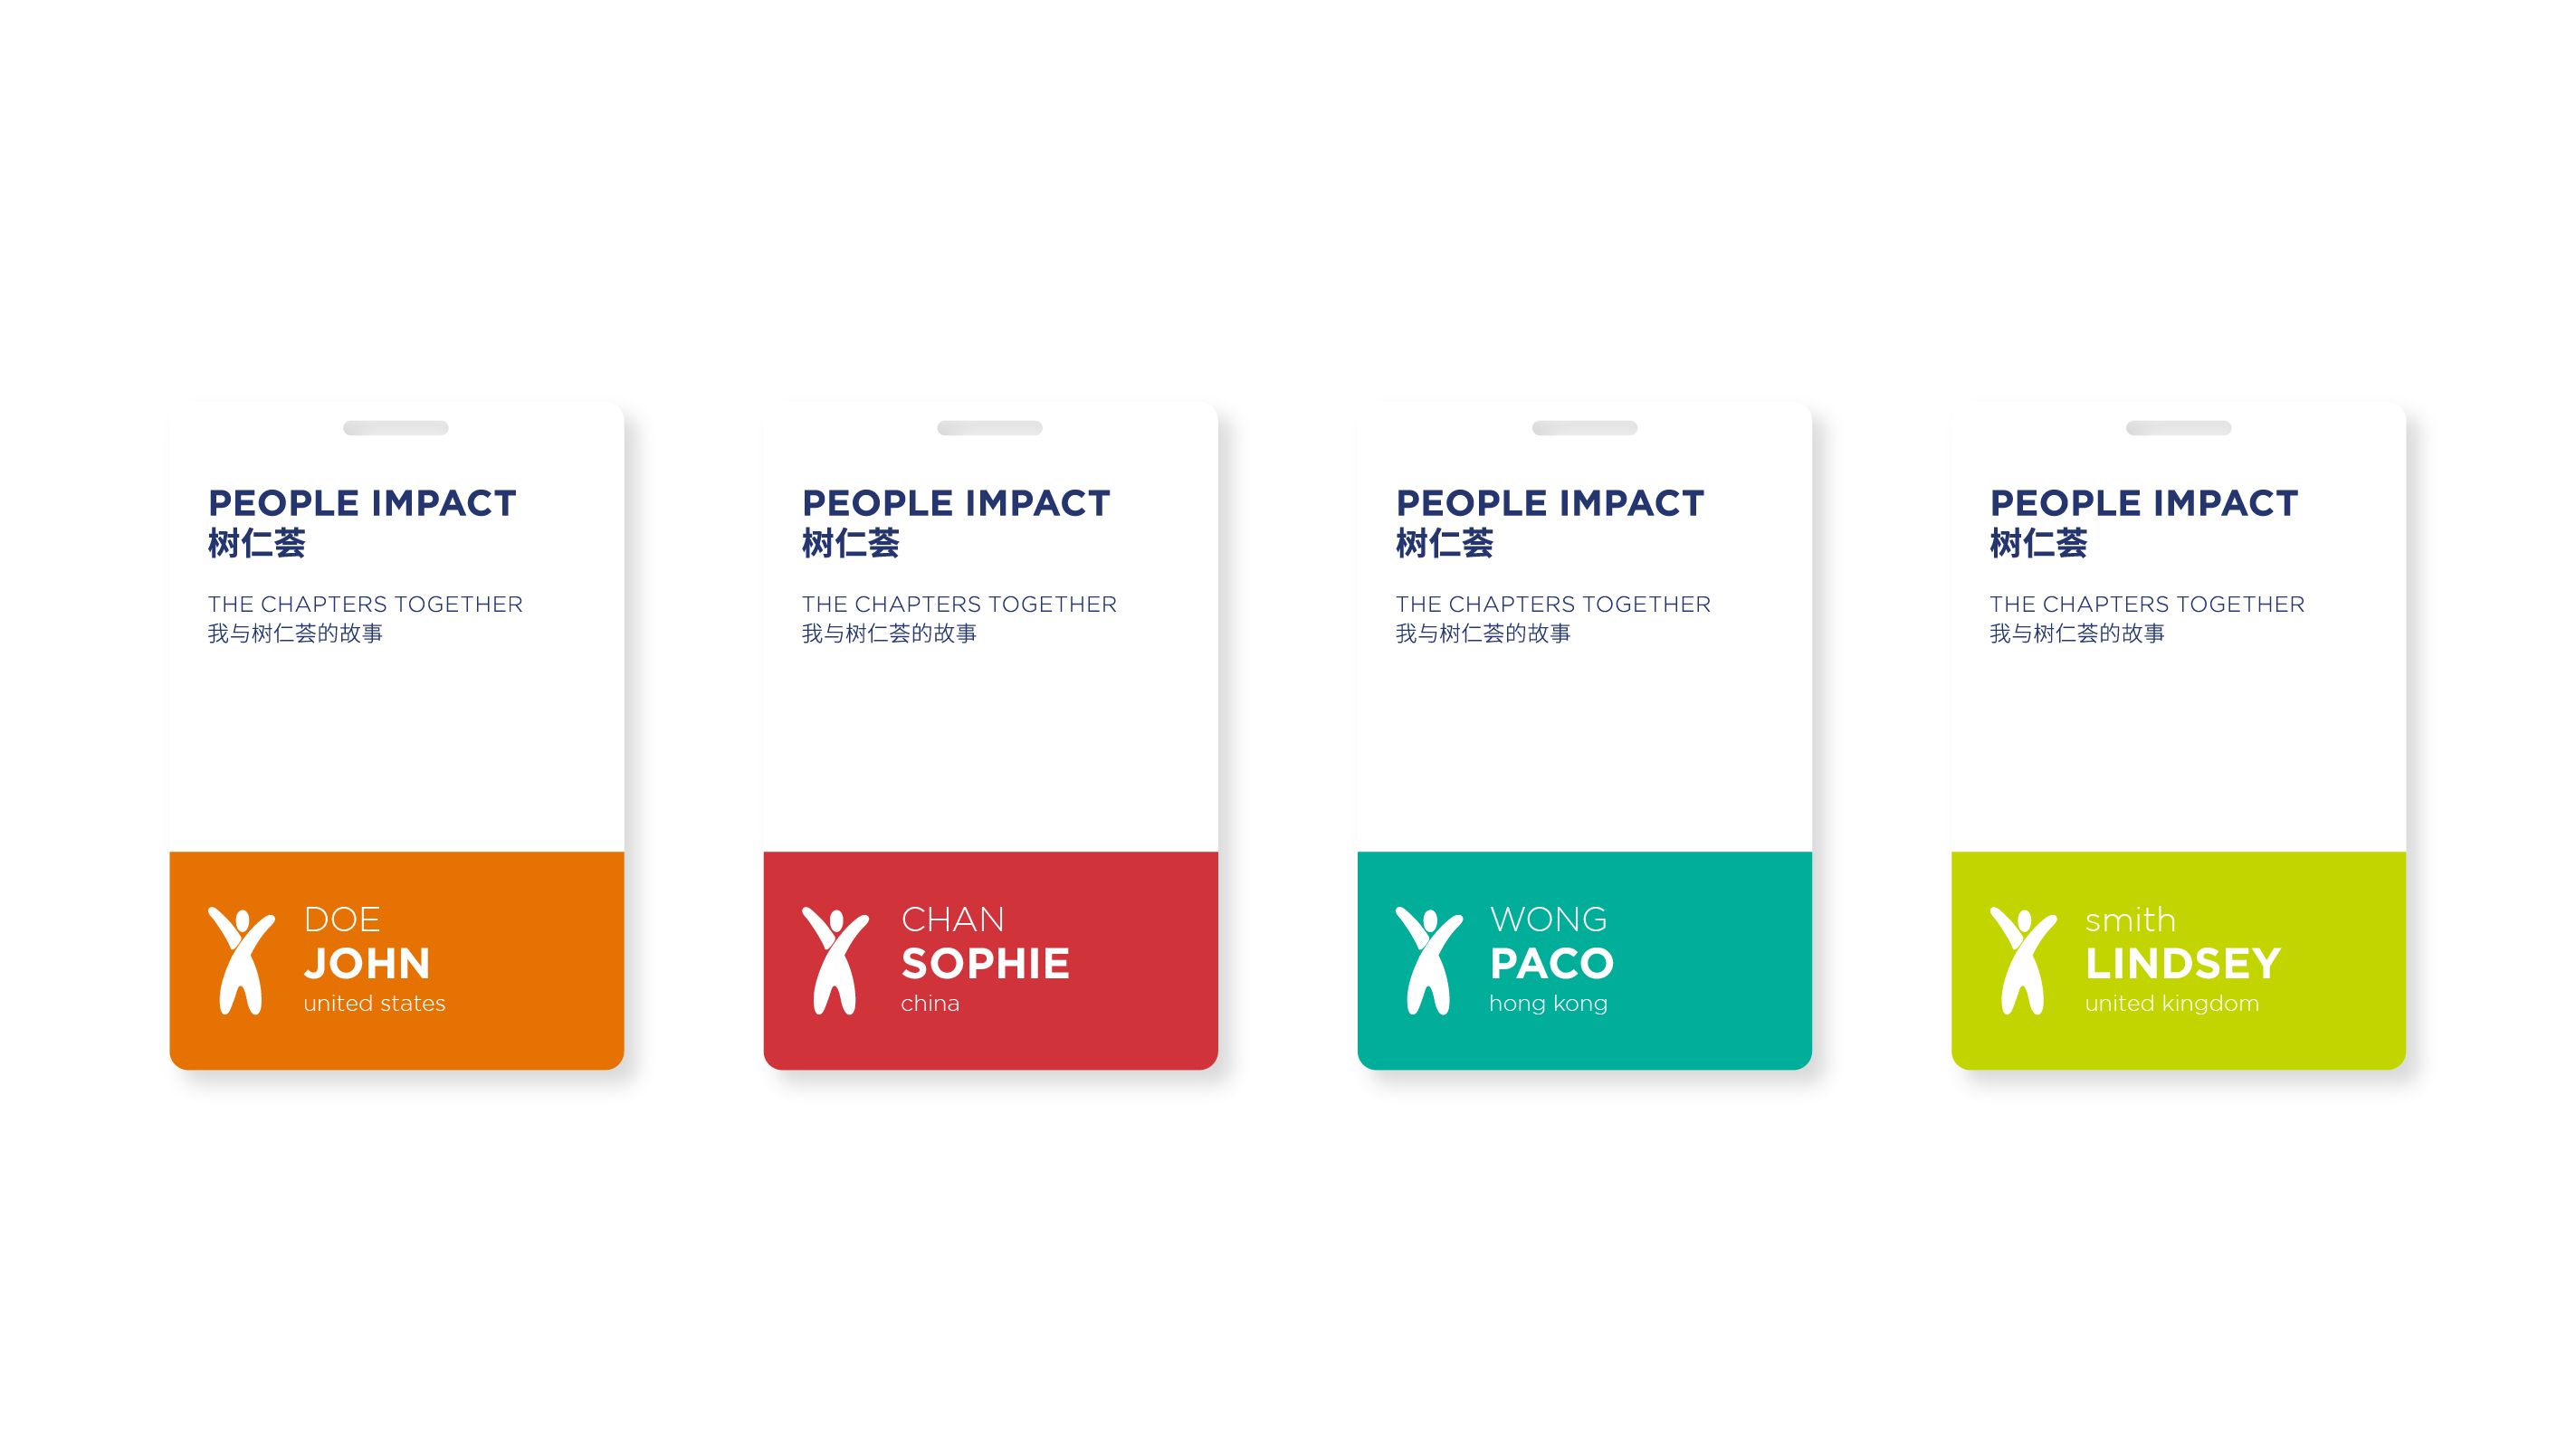 PEOPLE IMPACT
树仁荟
THE CHAPTERS TOGETHER
我与树仁荟的故事
DOE
JOHN
united states
PEOPLE IMPACT
树仁荟
THE CHAPTERS TOGETHER
我与树仁荟的故事
CHAN
SOPHIE
china
PEOPLE IMPACT
树仁荟
THE CHAPTERS TOGETHER
我与树仁荟的故事
WONG
PACO
hong kong
PEOPLE IMPACT
树仁荟
THE CHAPTERS TOGETHER
我与树仁荟的故事
smith
LINDSEY
united kingdom